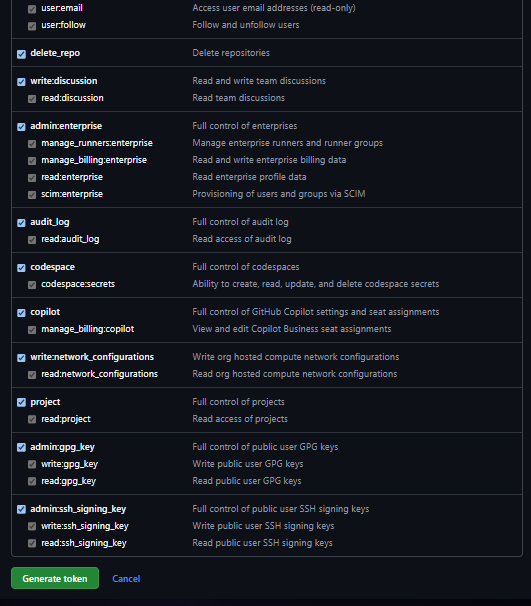 user:email Access user email addresses (read-only)
user:follow Follow and unfollow users
delete_repo Delete repositories
write:discussion Read and write team discussions
read:discussion Read team discussions
admin:enterprise Full control of enterprises
manage_runners:enterprise Manage enterprise runners and runner groups
manage_billing:enterprise Read and write enterprise billing data
read:enterprise Read enterprise profile data
scim:enterprise Provisioning of users and groups via SCIM
audit_log Full control of audit log
read:audit_log Read access of audit log
codespace Full control of codespaces
codespace:secrets Ability to create, read, update, and delete codespace secrets
copilot Full control of GitHub Copilot settings and seat assignments
manage_billing:copilot View and edit Copilot Business seat assignments
write:network_configurations Write org hosted compute network configurations
read:network_configurations Read org hosted compute network configurations
project Full control of projects
read:project Read access of projects
admin:gpg_key Full control of public user GPG keys
write:gpg_key Write public user GPG keys
read:gpg_key Read public user GPG keys
admin:ssh_signing_key Full control of public user SSH signing keys
write:ssh_signing_key Write public user SSH signing keys
read:ssh_signing_key Read public user SSH signing keys
Generate token Cancel